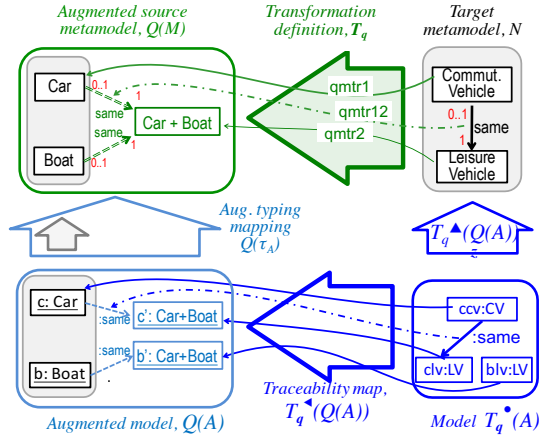 Augmented source
metamodel, Q(M)
Transformation
definition, Tq
Target
metamodel, N
Car
0..1
same
1
Car + Boat
same
1
Boat
0..1
qmtr1
qmtr12
qmtr2
Commut.
Vehicle
0..1
same
1
Leisure
Vehicle
Aug. typing
mapping
Q(τA)
Tq▲(Q(A))
c: Car
:same
c': Car+Boat
:same
b': Car+Boat
b: Boat
ccv:CV
:same
clv:LV
blv:LV
Augmented model, Q(A)
Traceability map,
Tq◄(Q(A))
Model Tq●(A)